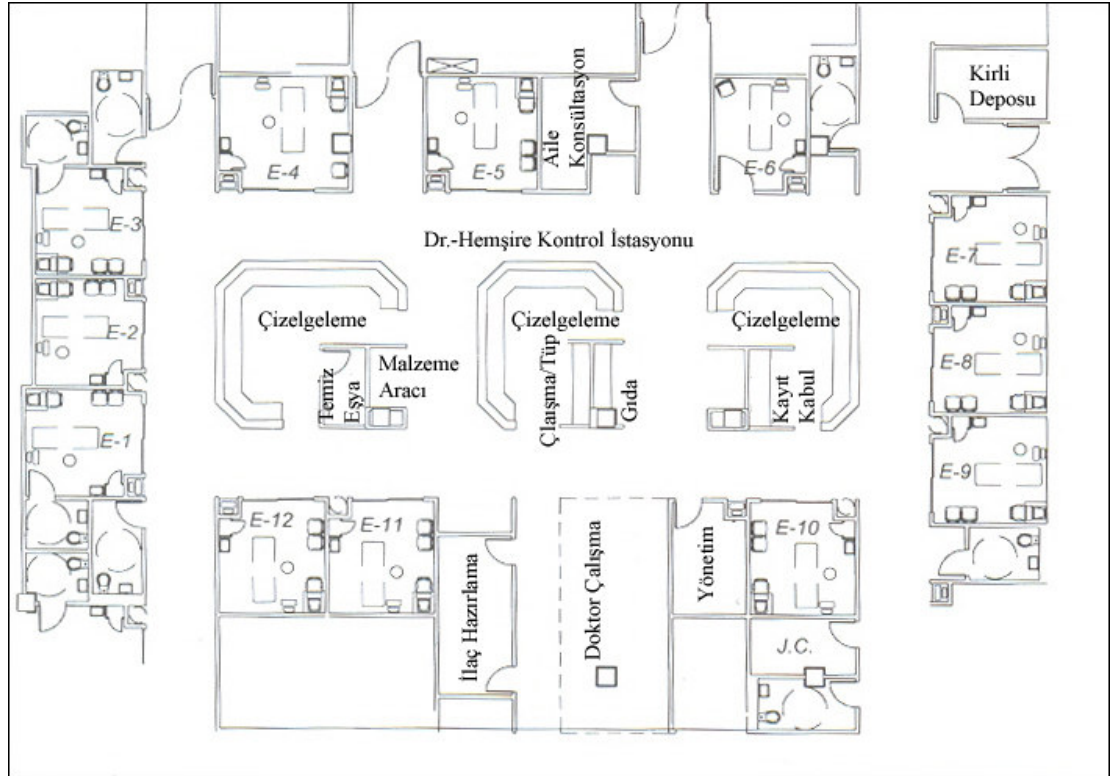 Kirli
Deposu
Aile
Konsültasyon
E-4
E-5
E-6
E-3
Dr.-Hemşire Kontrol İstasyonu
E-7
Çizelgeleme
Çizelgeleme
Çizelgeleme
E-2
Temiz
Eşya
Malzeme
Aracı
Çlaışma/Tüp
Gıda
Kayıt
Kabul
E-8
E-1
E-9
E-12
E-11
İlaç Hazırlama
Doktor Çalışma
Yönetim
E-10
J.C.